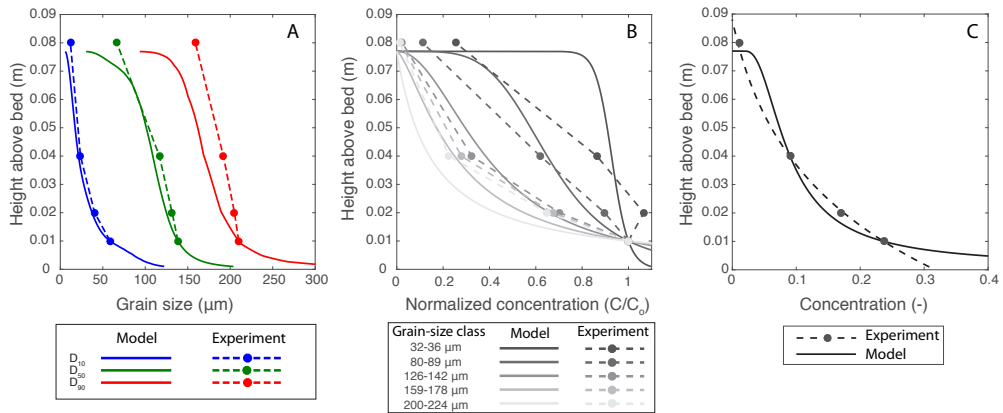 A
0.09
0.08
0.07
0.06
0.05
0.04
0.03
0.02
0.01
0
Height above bed (m)
0 50 100 150 200 250 300
Grain size (µm)
Model Experiment
D10
D50
D90
B
0.09
0.08
0.07
0.06
0.05
0.04
0.03
0.02
0.01
0
Height above bed (m)
0 0.2 0.4 0.6 0.8 1
Normalized concentration (C/Co)
Grain-size class Model Experiment
32-36 µm
80-89 µm
126-142 µm
159-178 µm
200-224 µm
C
0.09
0.08
0.07
0.06
0.05
0.04
0.03
0.02
0.01
0
Height above bed (m)
0 0.1 0.2 0.3 0.4
Concentration (-)
Experiment
Model